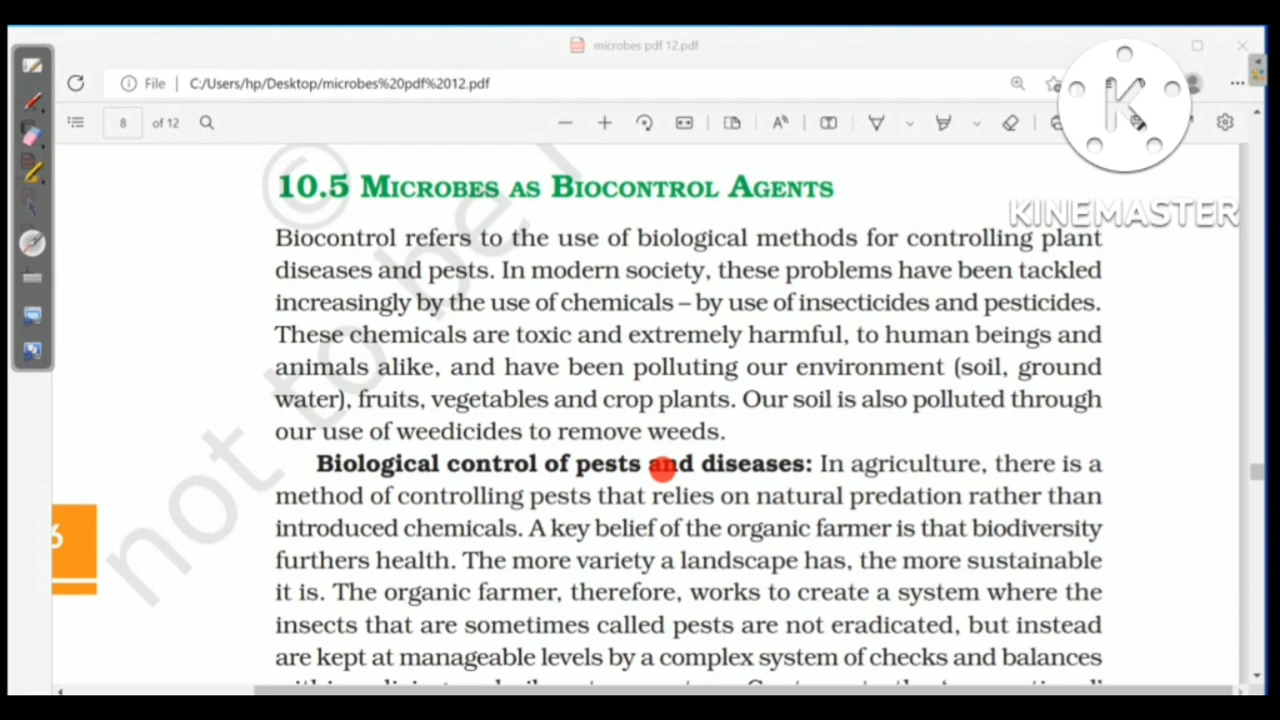 microbes pdf 12.pdf
File | C:/Users/hp/Desktop/microbes%20pdf%2012.pdf
8 of 12
K
KINEMASTER
10.5 MICROBES AS BIOCONTROL AGENTS
Biocontrol refers to the use of biological methods for controlling plant
diseases and pests. In modern society, these problems have been tackled
increasingly by the use of chemicals – by use of insecticides and pesticides.
These chemicals are toxic and extremely harmful, to human beings and
animals alike, and have been polluting our environment (soil, ground
water), fruits, vegetables and crop plants. Our soil is also polluted through
our use of weedicides to remove weeds.
Biological control of pests and diseases: In agriculture, there is a
method of controlling pests that relies on natural predation rather than
introduced chemicals. A key belief of the organic farmer is that biodiversity
furthers health. The more variety a landscape has, the more sustainable
it is. The organic farmer, therefore, works to create a system where the
insects that are sometimes called pests are not eradicated, but instead
are kept at manageable levels by a complex system of checks and balances
6
© not to be